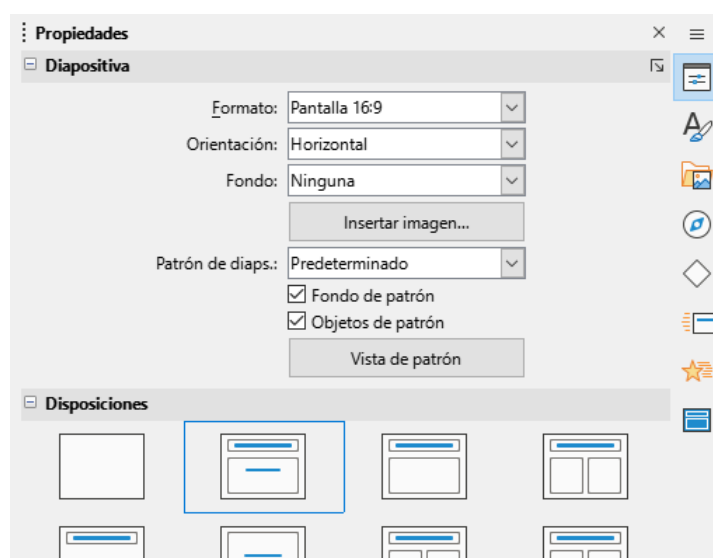 Propiedades
Diapositiva
Formato: Pantalla 16:9
Orientación: Horizontal
Fondo: Ninguna
Insertar imagen...
Patrón de diaps.: Predeterminado
Fondo de patrón
Objetos de patrón
Vista de patrón
Disposiciones